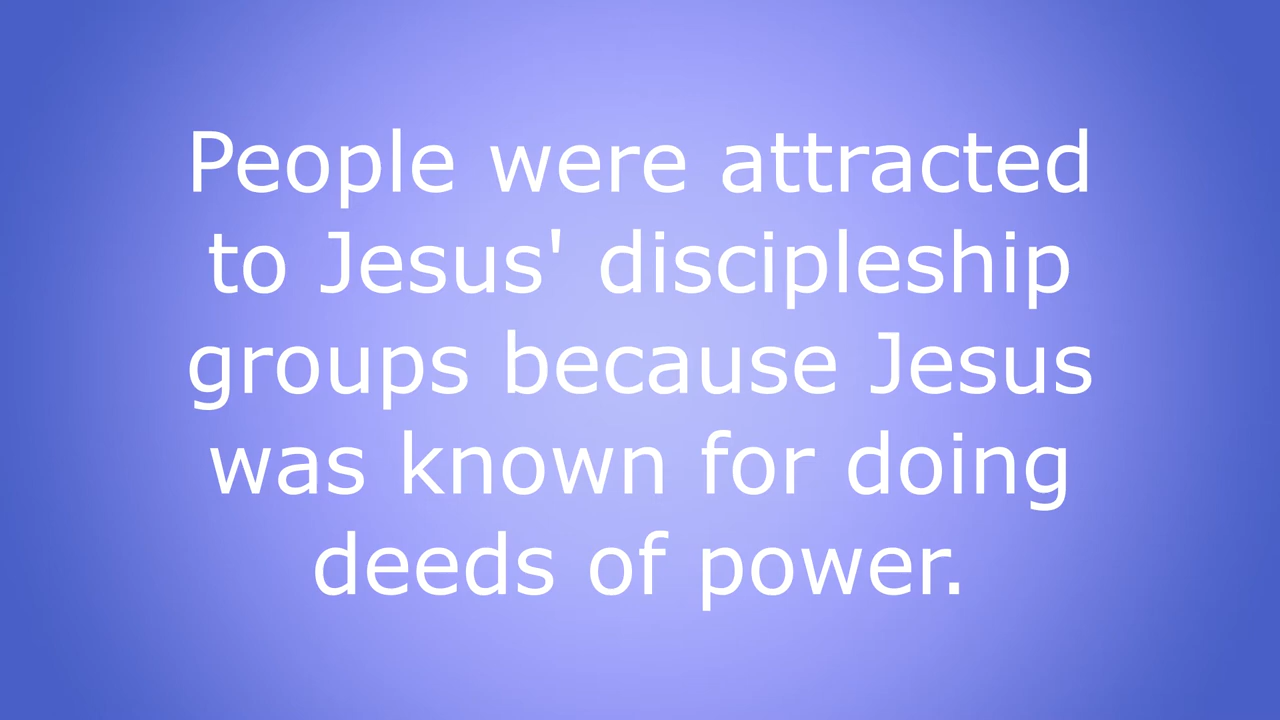 People were attracted
to Jesus' discipleship
groups because Jesus
was known for doing
deeds of power.